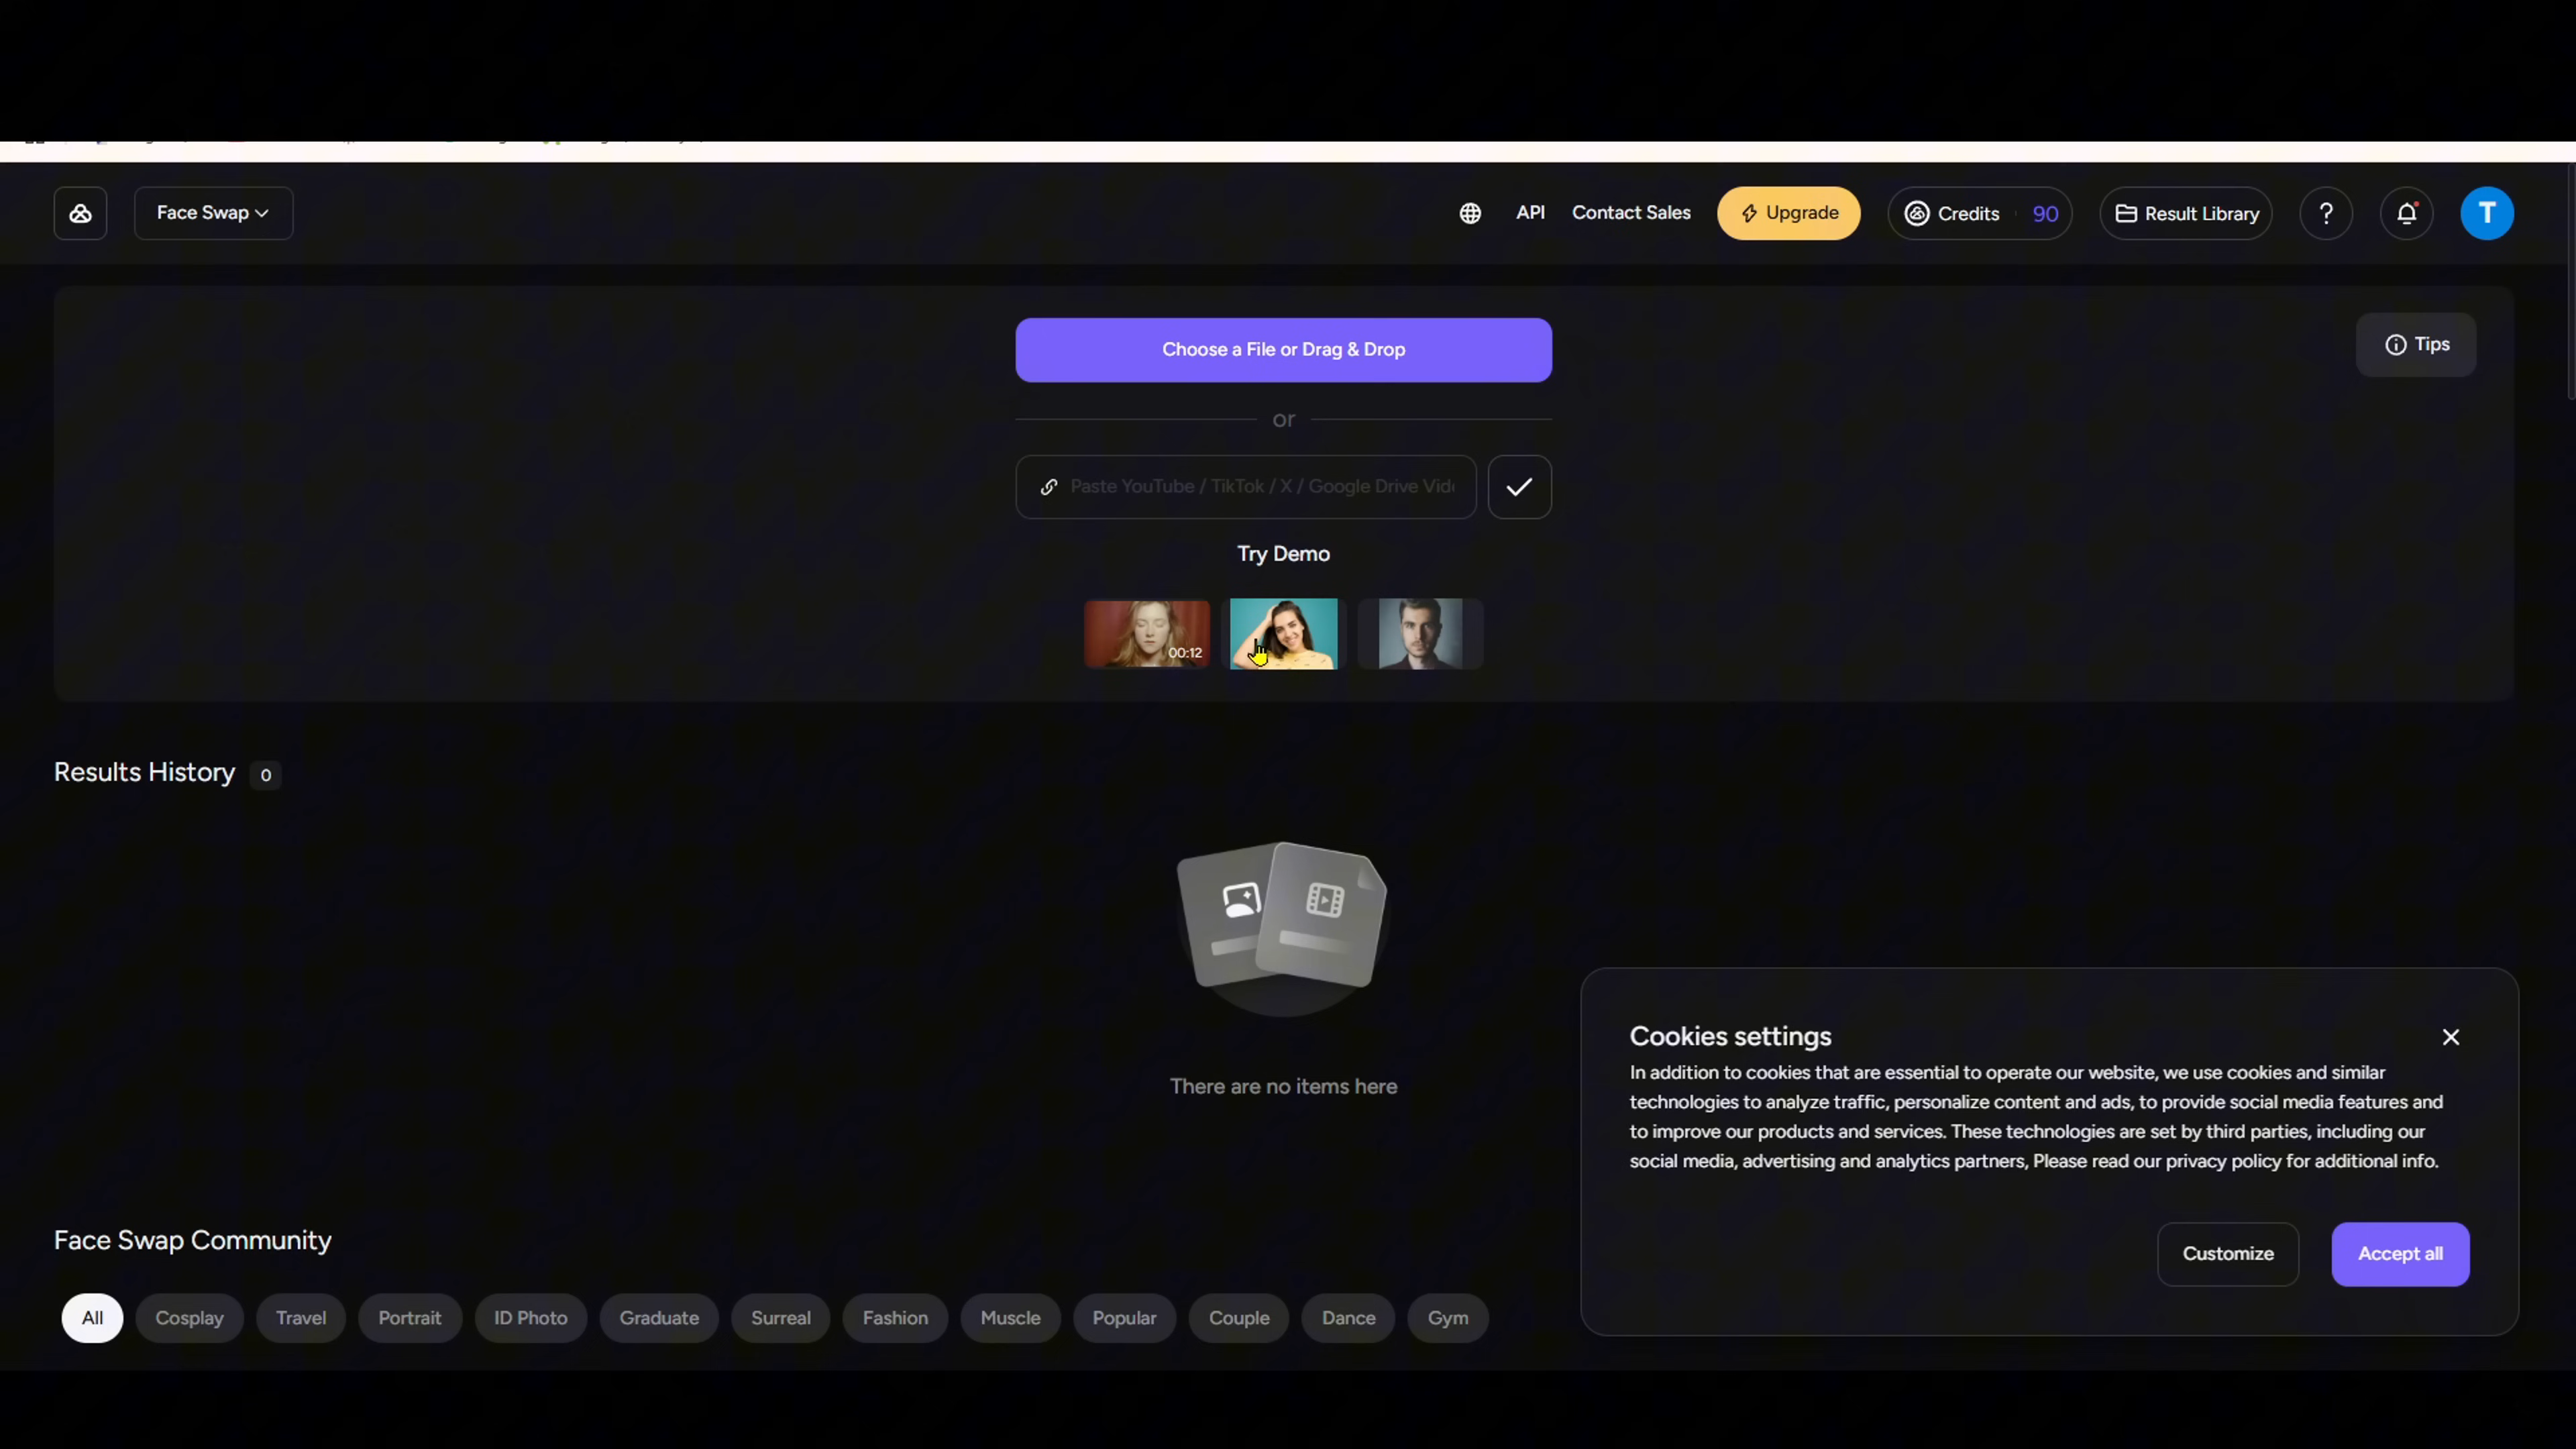 Face Swap
API
Contact Sales
Upgrade
Credits 90
Result Library
?
T
Choose a File or Drag & Drop
Tips
or
Paste YouTube / TikTok / X / Google Drive Vid
Try Demo
00:12
Results History 0
There are no items here
Cookies settings
In addition to cookies that are essential to operate our website, we use cookies and similar
technologies to analyze traffic, personalize content and ads, to provide social media features and
to improve our products and services. These technologies are set by third parties, including our
social media, advertising and analytics partners, Please read our privacy policy for additional info.
Customize
Accept all
Face Swap Community
All
Cosplay
Travel
Portrait
ID Photo
Graduate
Surreal
Fashion
Muscle
Popular
Couple
Dance
Gym